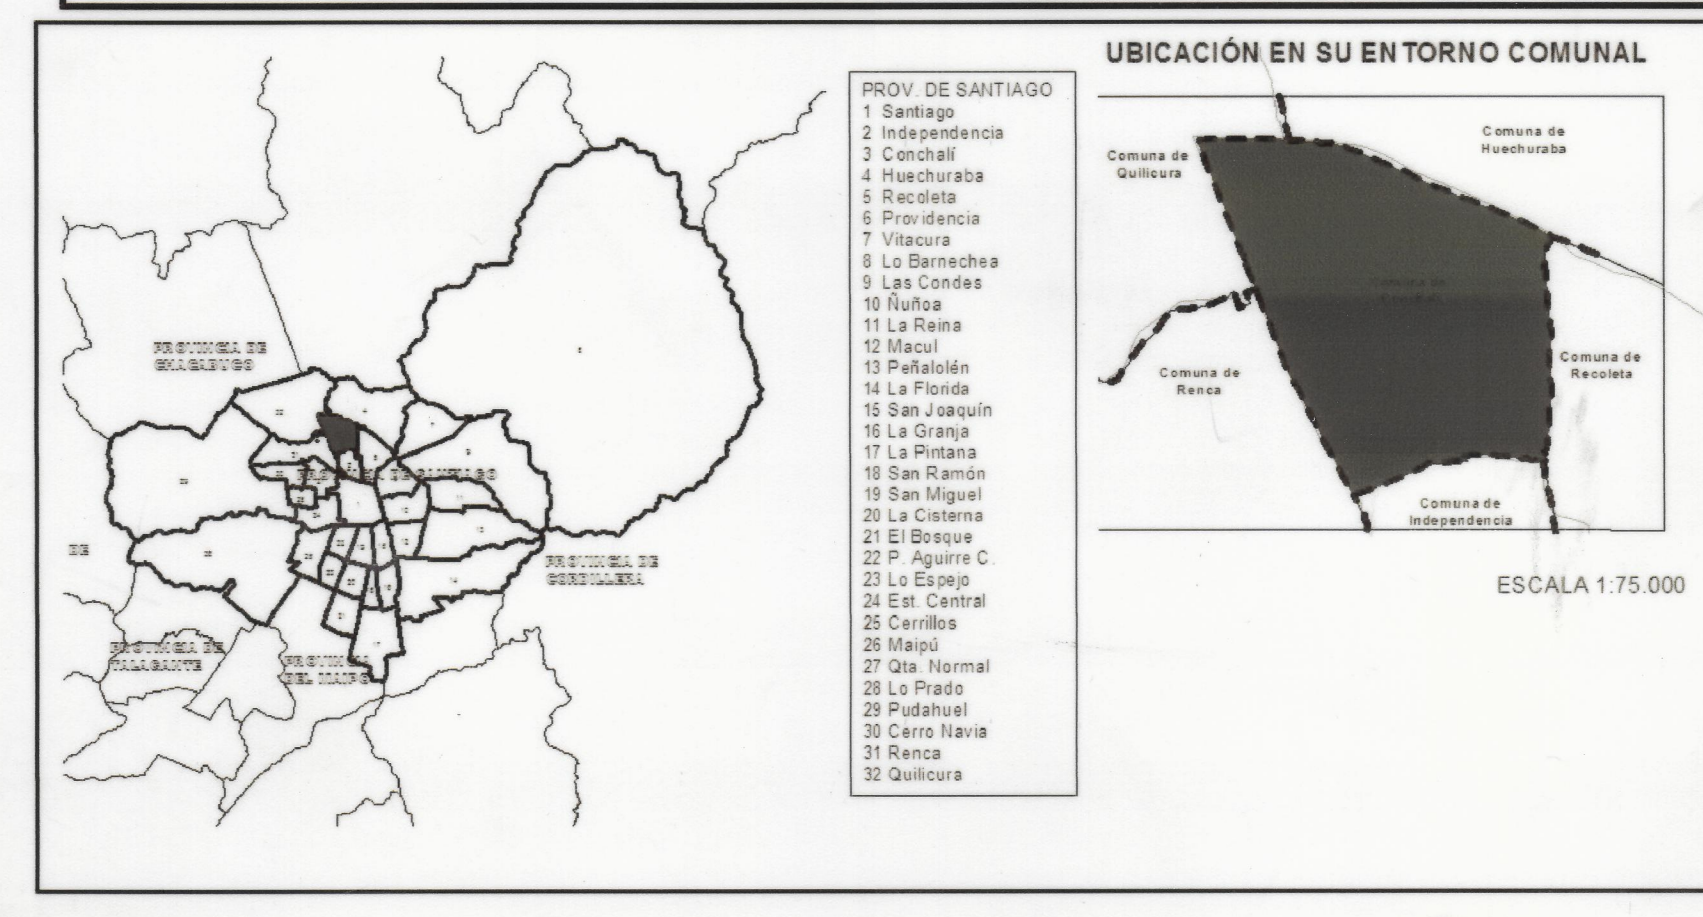 PROVINCIA DE
CHACABUCO
PROVINCIA DE SANTIAGO
DE
PROVINCIA DE
CORDILLERA
PROVINCIA DE
TALAGANTE
PROVINCIA
DEL MAIPO
PROV. DE SANTIAGO
1 Santiago
2 Independencia
3 Conchalí
4 Huechuraba
5 Recoleta
6 Providencia
7 Vitacura
8 Lo Barnechea
9 Las Condes
10 Ñuñoa
11 La Reina
12 Macul
13 Peñalolén
14 La Florida
15 San Joaquín
16 La Granja
17 La Pintana
18 San Ramón
19 San Miguel
20 La Cisterna
21 El Bosque
22 P. Aguirre C.
23 Lo Espejo
24 Est. Central
25 Cerrillos
26 Maipú
27 Qta. Normal
28 Lo Prado
29 Pudahuel
30 Cerro Navia
31 Renca
32 Quilicura
UBICACIÓN EN SU ENTORNO COMUNAL
Comuna de
Huechuraba
Comuna de
Quilicura
Comuna de
Recoleta
Comuna de
Renca
Comuna de
Independencia
ESCALA 1:75.000